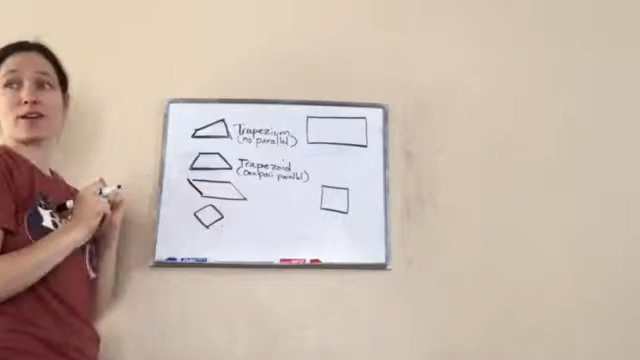 Trapezium
(no parallel)
Trapezoid
(one pair parallel)